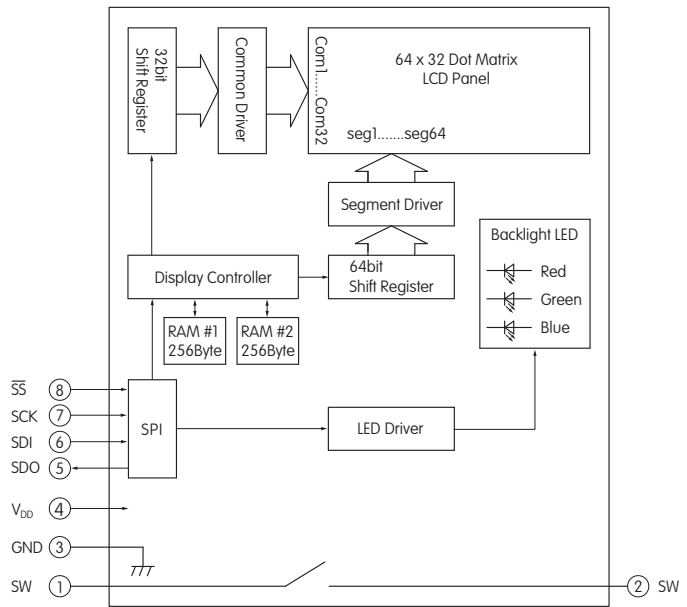 32bit
Shift Register
Common Driver
Com1......Com32
64 x 32 Dot Matrix
LCD Panel
seg1.......seg64
Segment Driver
Backlight LED
Red
Green
Blue
Display Controller
64bit
Shift Register
RAM #1
256Byte
RAM #2
256Byte
SS 8
SCK 7
SDI 6
SDO 5
SPI
LED Driver
VDD 4
GND 3
SW 1
2 SW